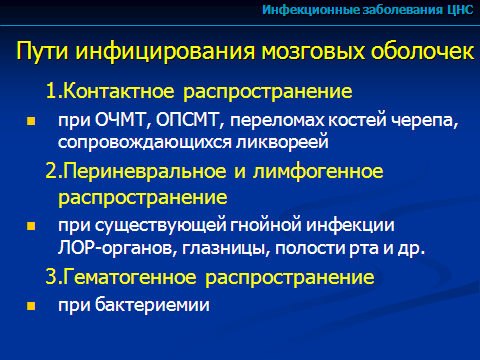 Инфекционные заболевания ЦНС
Пути инфицирования мозговых оболочек
1.Контактное распространение
при ОЧМТ, ОПСМТ, переломах костей черепа,
сопровождающихся ликвореей
2.Периневральное и лимфогенное
распространение
при существующей гнойной инфекции
ЛОР-органов, глазницы, полости рта и др.
3.Гематогенное распространение
при бактериемии